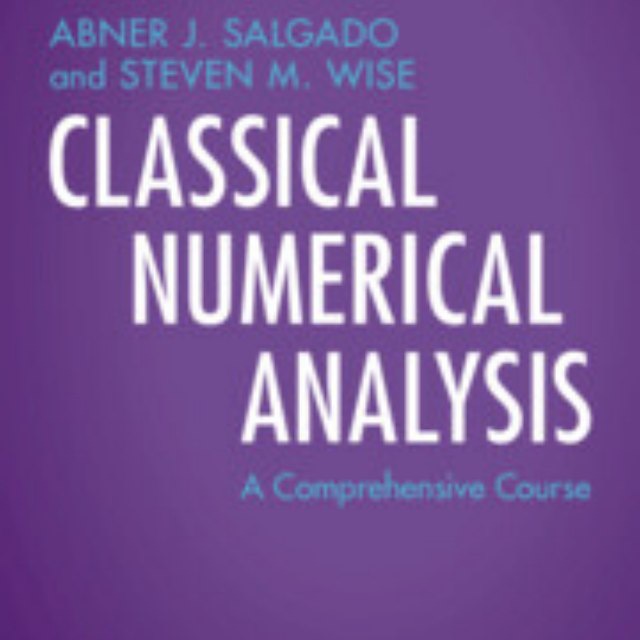 ABNER J. SALGADO
and STEVEN M. WISE
CLASSICAL
NUMERICAL
ANALYSIS
A Comprehensive Course